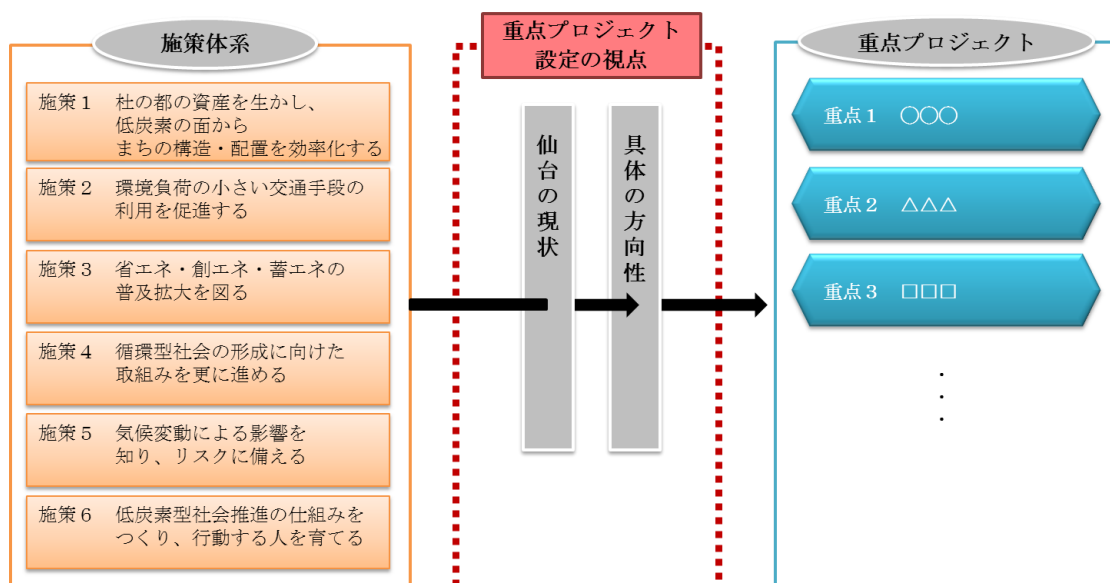 施策体系
施策１　杜の都の資産を生かし、
低炭素の面から
まちの構造・配置を効率化する
施策２　環境負荷の小さい交通手段の
利用を促進する
施策３　省エネ・創エネ・蓄エネの
普及拡大を図る
施策４　循環型社会の形成に向けた
取組みを更に進める
施策５　気候変動による影響を
知り、リスクに備える
施策６　低炭素型社会推進の仕組みを
つくり、行動する人を育てる
重点プロジェクト
設定の視点
仙台の現状
具体の方向性
重点プロジェクト
重点１　○○○
重点２　△△△
重点３　□□□
・
・
・